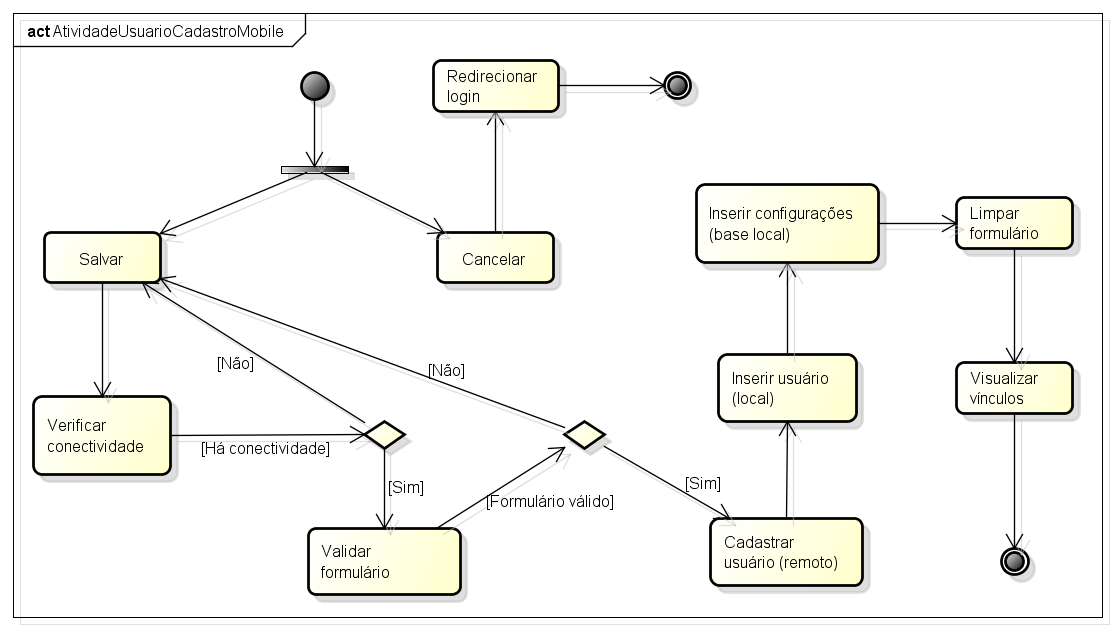 act AtividadeUsuarioCadastroMobile
Redirecionar
login
Salvar
Cancelar
Inserir configurações
(base local)
Limpar
formulário
[Não]
[Não]
Inserir usuário
(local)
Visualizar
vínculos
Verificar
conectividade
[Há conectividade]
[Sim]
[Formulário válido]
[Sim]
Validar
formulário
Cadastrar
usuário (remoto)